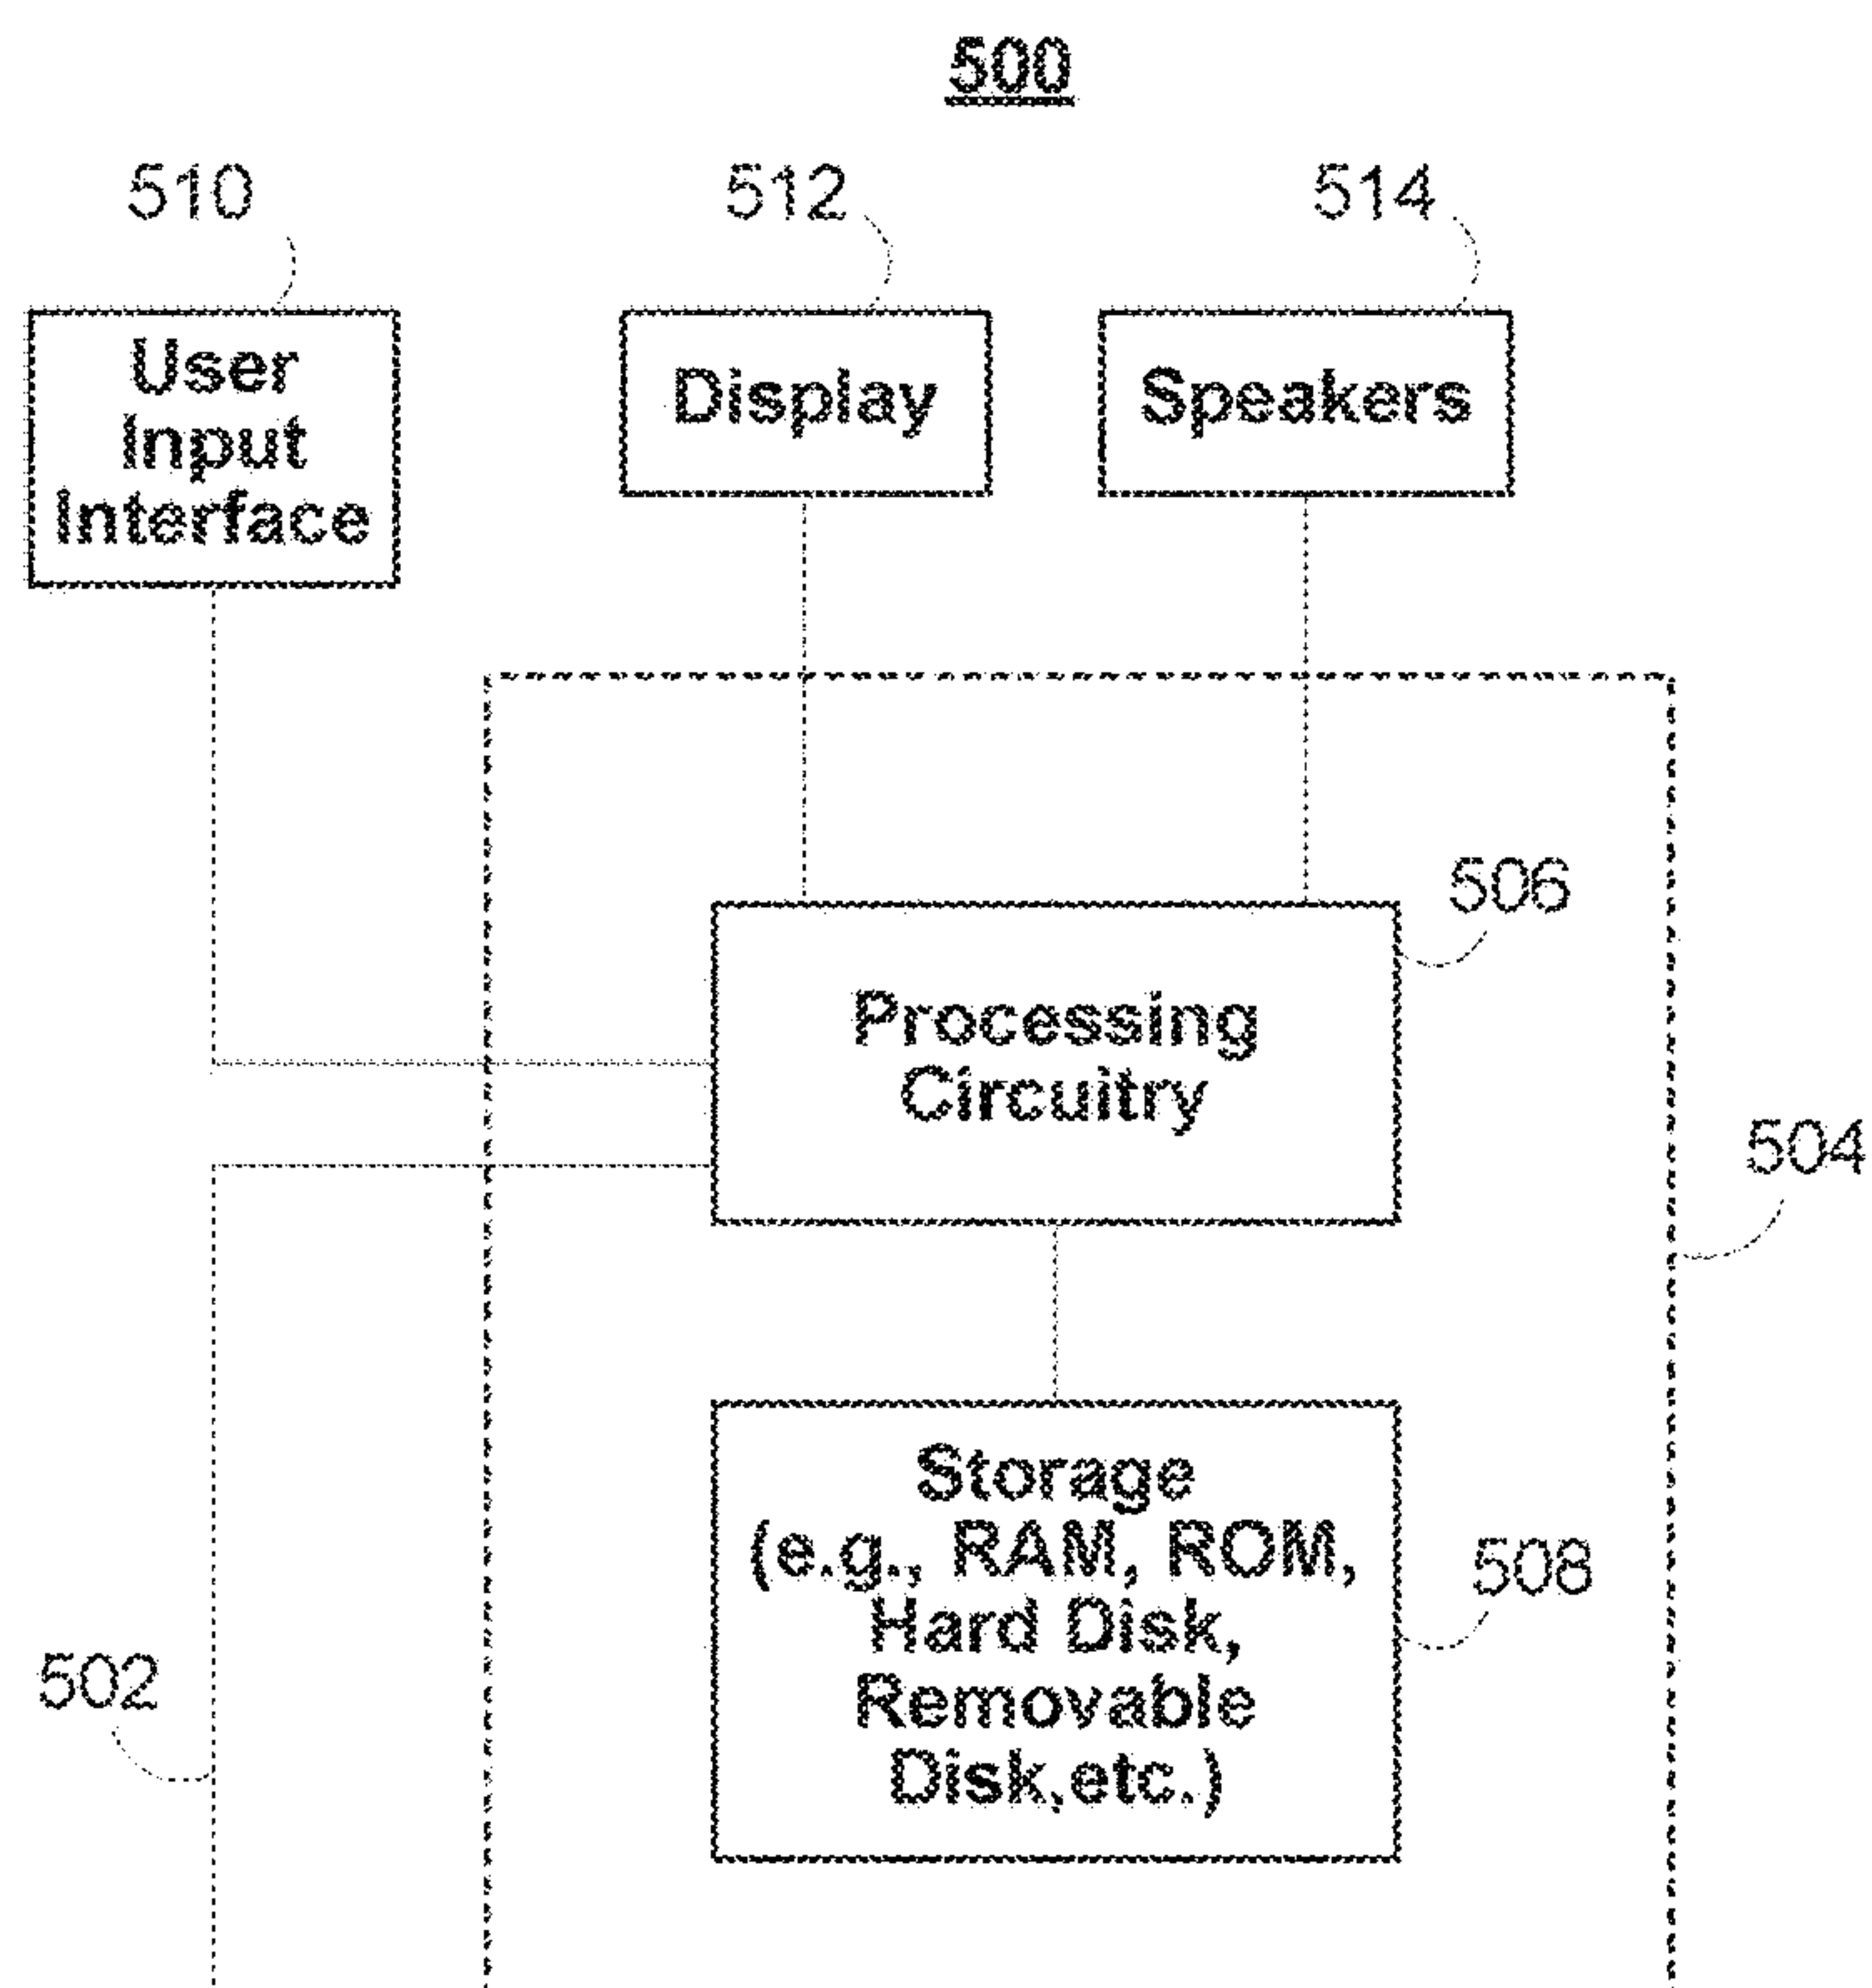 500
510
512
514
User
Input
Interface
Display
Speakers
506
Processing
Circuitry
504
Storage
(e.g., RAM, ROM,
Hard Disk,
Removable
Disk,etc.)
508
502